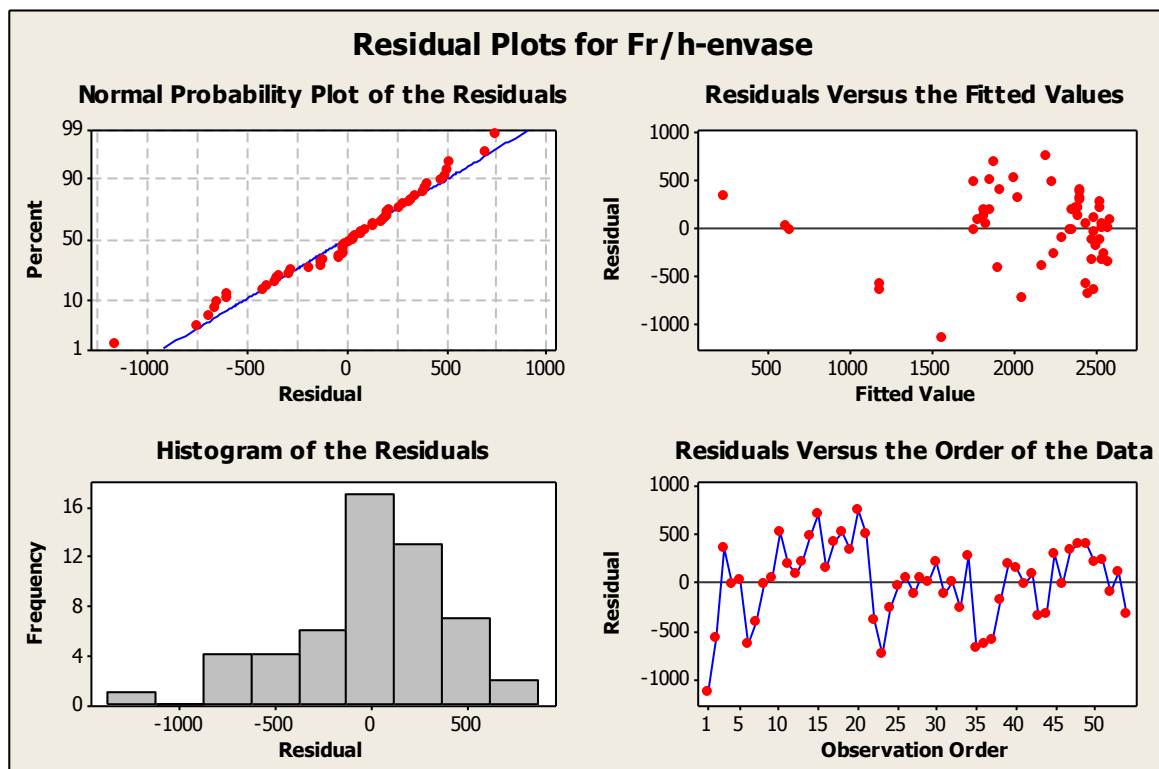 Residual Plots for Fr/h-envase
Normal Probability Plot of the Residuals
99
90
50
10
1
Percent
-1000 -500 0 500 1000
Residual
Residuals Versus the Fitted Values
1000
500
0
-500
-1000
Residual
500 1000 1500 2000 2500
Fitted Value
Histogram of the Residuals
16
12
8
4
0
Frequency
-1000 -500 0 500
Residual
Residuals Versus the Order of the Data
1000
500
0
-500
-1000
Residual
1 5 10 15 20 25 30 35 40 45 50
Observation Order